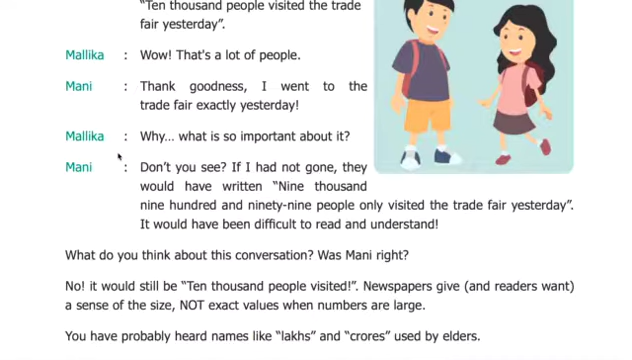 “Ten thousand people visited the trade
fair yesterday”.
Mallika : Wow! That's a lot of people.
Mani : Thank goodness, I went to the
trade fair exactly yesterday!
Mallika : Why... what is so important about it?
Mani : Don’t you see? If I had not gone, they
would have written “Nine thousand
nine hundred and ninety-nine people only visited the trade fair yesterday”.
It would have been difficult to read and understand!
What do you think about this conversation? Was Mani right?
No! it would still be “Ten thousand people visited!”. Newspapers give (and readers want)
a sense of the size, NOT exact values when numbers are large.
You have probably heard names like “lakhs” and “crores” used by elders.